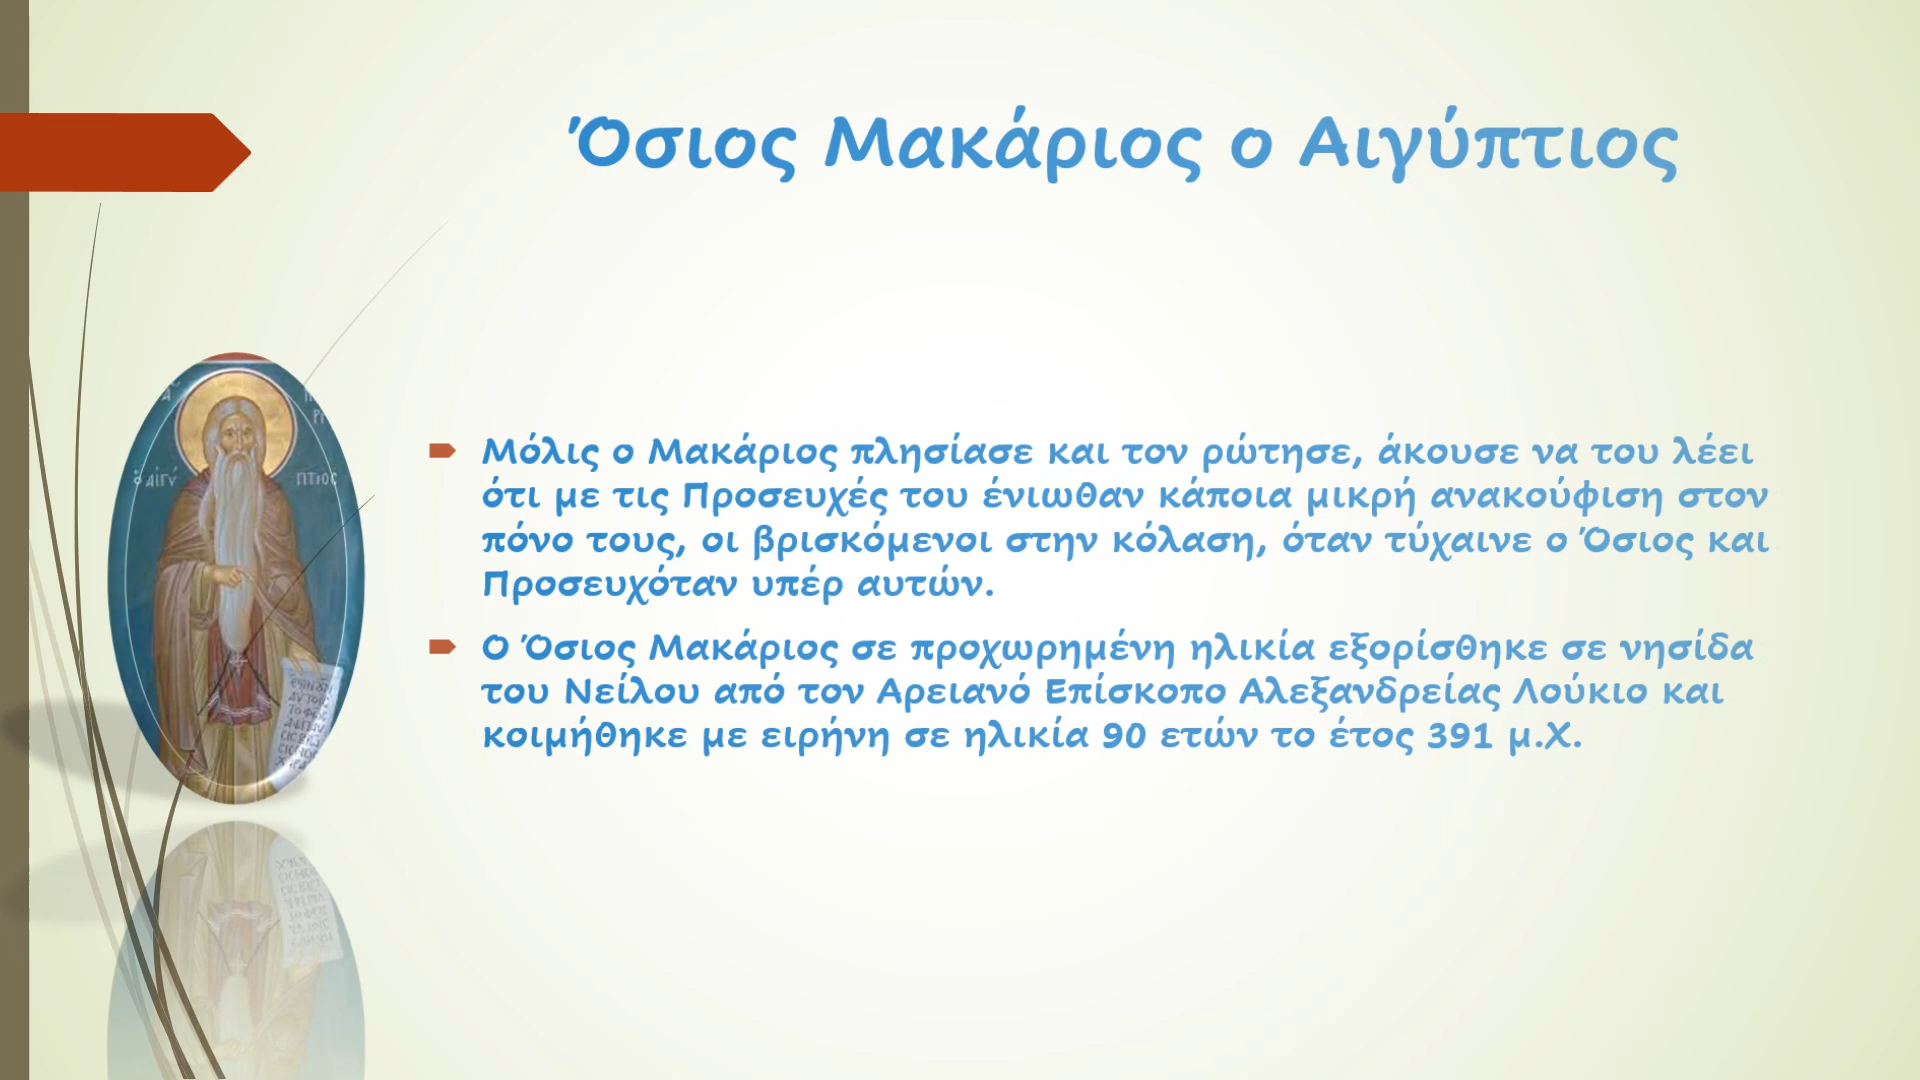 Όσιος Μακάριος ο Αιγύπτιος
Μόλις ο Μακάριος πλησίασε και τον ρώτησε, άκουσε να του λέει
ότι με τις Προσευχές του ένιωθαν κάποια μικρή ανακούφιση στον
πόνο τους, οι βρισκόμενοι στην κόλαση, όταν τύχαινε ο Όσιος και
Προσευχόταν υπέρ αυτών.
Ο Όσιος Μακάριος σε προχωρημένη ηλικία εξορίσθηκε σε νησίδα
του Νείλου από τον Αρειανό Επίσκοπο Αλεξανδρείας Λούκιο και
κοιμήθηκε με ειρήνη σε ηλικία 90 ετών το έτος 391 μ.Χ.
ὁ ΑἰΓΥ ΠΤΙΟC